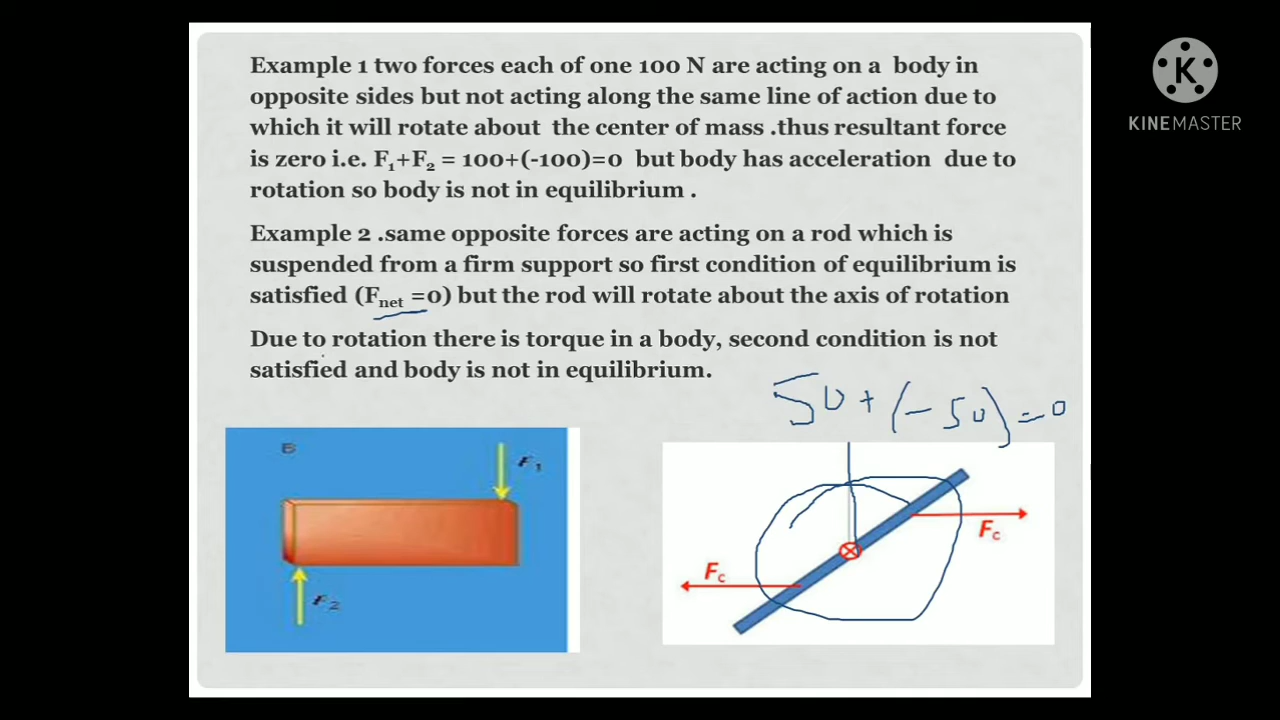 Example 1 two forces each of one 100 N are acting on a body in
opposite sides but not acting along the same line of action due to
which it will rotate about the center of mass .thus resultant force
is zero i.e. F₁+F₂ = 100+(-100)=0 but body has acceleration due to
rotation so body is not in equilibrium .
Example 2 .same opposite forces are acting on a rod which is
suspended from a firm support so first condition of equilibrium is
satisfied (Fnet =0) but the rod will rotate about the axis of rotation
Due to rotation there is torque in a body, second condition is not
satisfied and body is not in equilibrium.
50+(-50)=0
F₁
F₂
Fc
Fc
K
KINEMASTER